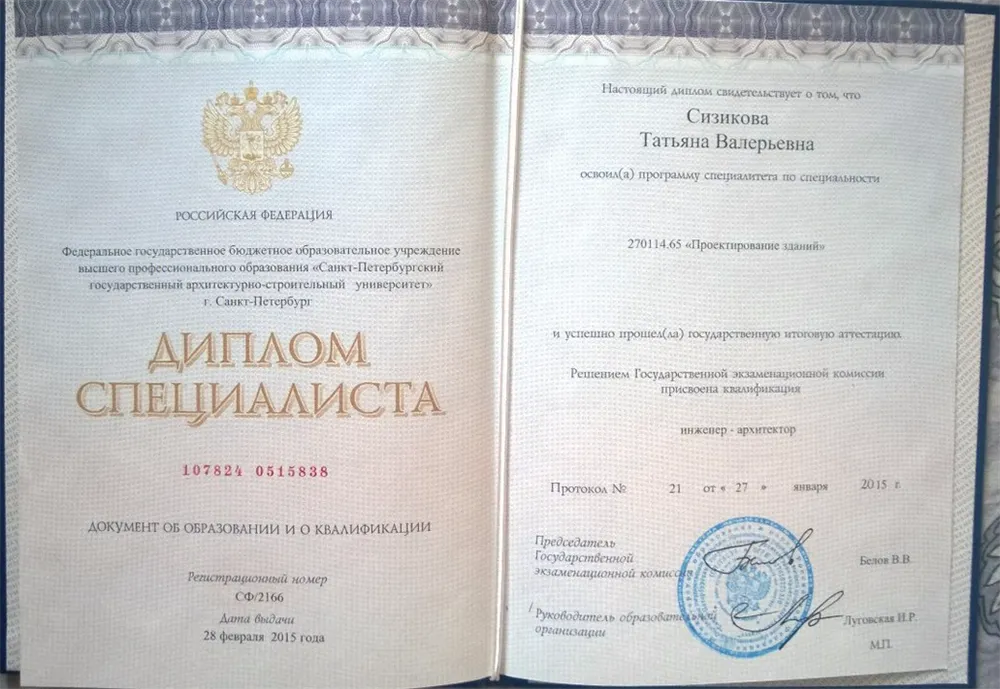 РОССИЙСКАЯ ФЕДЕРАЦИЯ
Федеральное государственное бюджетное образовательное учреждение
высшего профессионального образования «Санкт-Петербургский
государственный архитектурно-строительный университет»
г. Санкт-Петербург
ДИПЛОМ
СПЕЦИАЛИСТА
107824 0515838
ДОКУМЕНТ ОБ ОБРАЗОВАНИИ И О КВАЛИФИКАЦИИ
Регистрационный номер
СФ/2166
Дата выдачи
28 февраля 2015 года
Настоящий диплом свидетельствует о том, что
Сизикова
Татьяна Валерьевна
освоил(а) программу специалитета по специальности
270114.65 «Проектирование зданий»
и успешно прошел(ла) государственную итоговую аттестацию.
Решением Государственной экзаменационной комиссии
присвоена квалификация
инженер - архитектор
Протокол № 21 от « 27 » января 2015 г.
Председатель
Государственной
экзаменационной комиссии
Белов В.В.
Руководитель образовательной
организации
Луговская И.Р.
М.П.